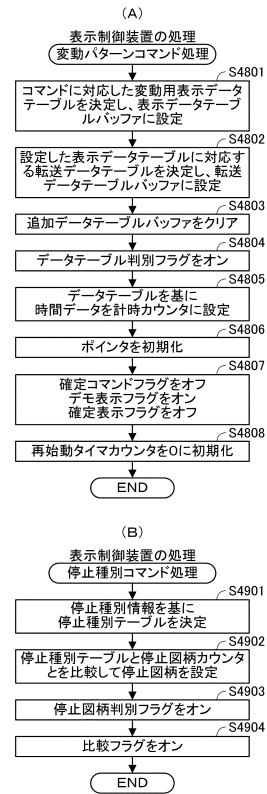 （A）
表示制御装置の処理
変動パターンコマンド処理
S4801
コマンドに対応した変動用表示データ
テーブルを決定し、表示データテーブ
ルバッファに設定
S4802
設定した表示データテーブルに対応す
る転送データテーブルを決定し、転送
データテーブルバッファに設定
S4803
追加データテーブルバッファをクリア
S4804
データテーブル判別フラグをオン
S4805
データテーブルを基に
時間データを計時カウンタに設定
S4806
ポインタを初期化
S4807
確定コマンドフラグをオフ
デモ表示フラグをオン
確定表示フラグをオフ
S4808
再始動タイマカウンタを0に初期化
END
（B）
表示制御装置の処理
停止種別コマンド処理
S4901
停止種別情報を基に
停止種別テーブルを決定
S4902
停止種別テーブルと停止図柄カウンタ
とを比較して停止図柄を設定
S4903
停止図柄判別フラグをオン
S4904
比較フラグをオン
END